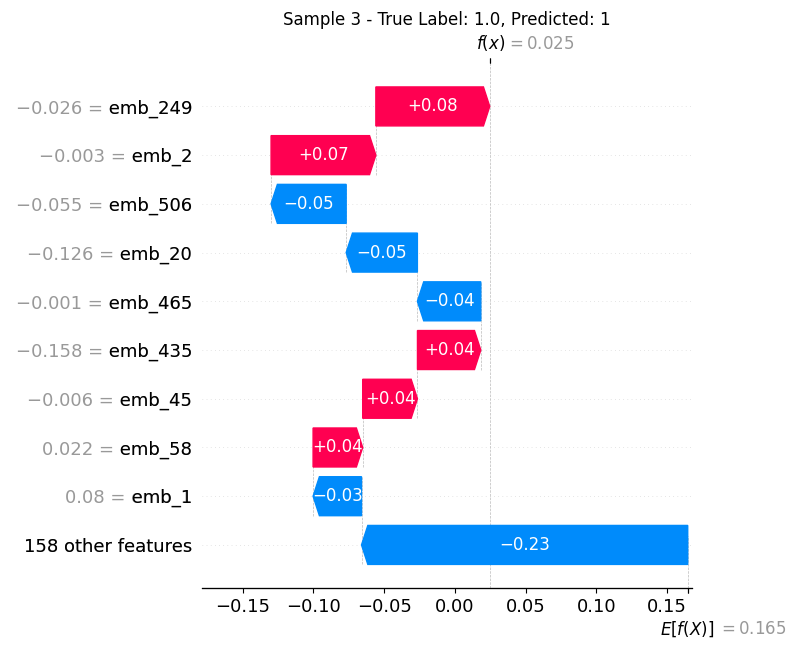 Sample 3 - True Label: 1.0, Predicted: 1
f(x) = 0.025
−0.026 = emb_249 +0.08
−0.003 = emb_2 +0.07
−0.055 = emb_506 −0.05
−0.126 = emb_20 −0.05
−0.001 = emb_465 −0.04
−0.158 = emb_435 +0.04
−0.006 = emb_45 +0.04
0.022 = emb_58 +0.04
0.08 = emb_1 −0.03
158 other features −0.23
−0.15 −0.10 −0.05 0.00 0.05 0.10 0.15
E[f(X)] = 0.165